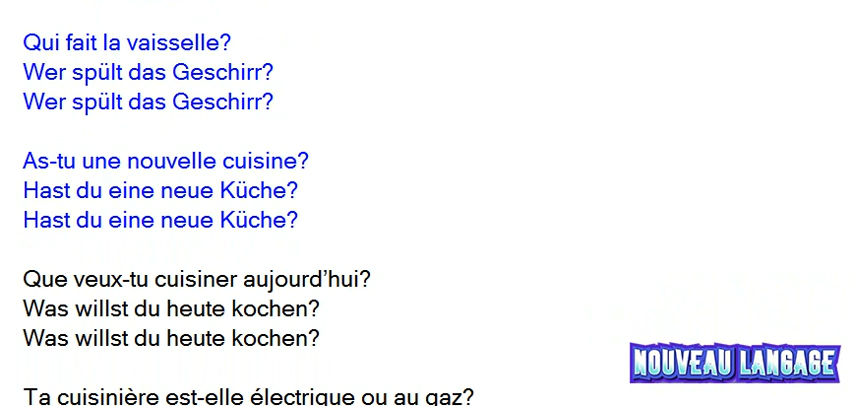 Qui fait la vaisselle?
Wer spült das Geschirr?
Wer spült das Geschirr?
As-tu une nouvelle cuisine?
Hast du eine neue Küche?
Hast du eine neue Küche?
Que veux-tu cuisiner aujourd’hui?
Was willst du heute kochen?
Was willst du heute kochen?
NOUVEAU LANGAGE
Ta cuisinière est-elle électrique ou au gaz?